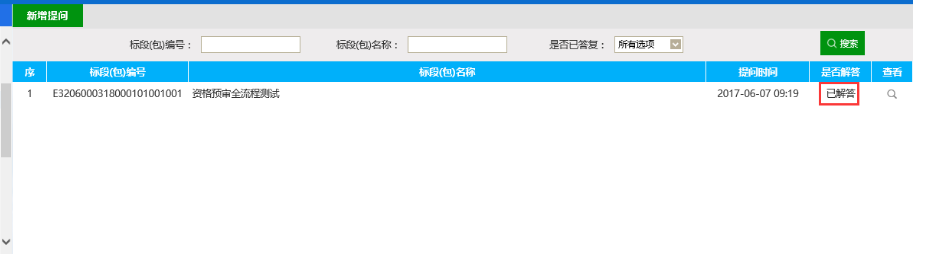 新增提问
标段(包)编号： 标段(包)名称： 是否已答复： 所有选项 搜索
序 标段(包)编号 标段(包)名称 提问时间 是否解答 查看
1 E3206000318000101001001 资格预审全流程测试 2017-06-07 09:19 已解答